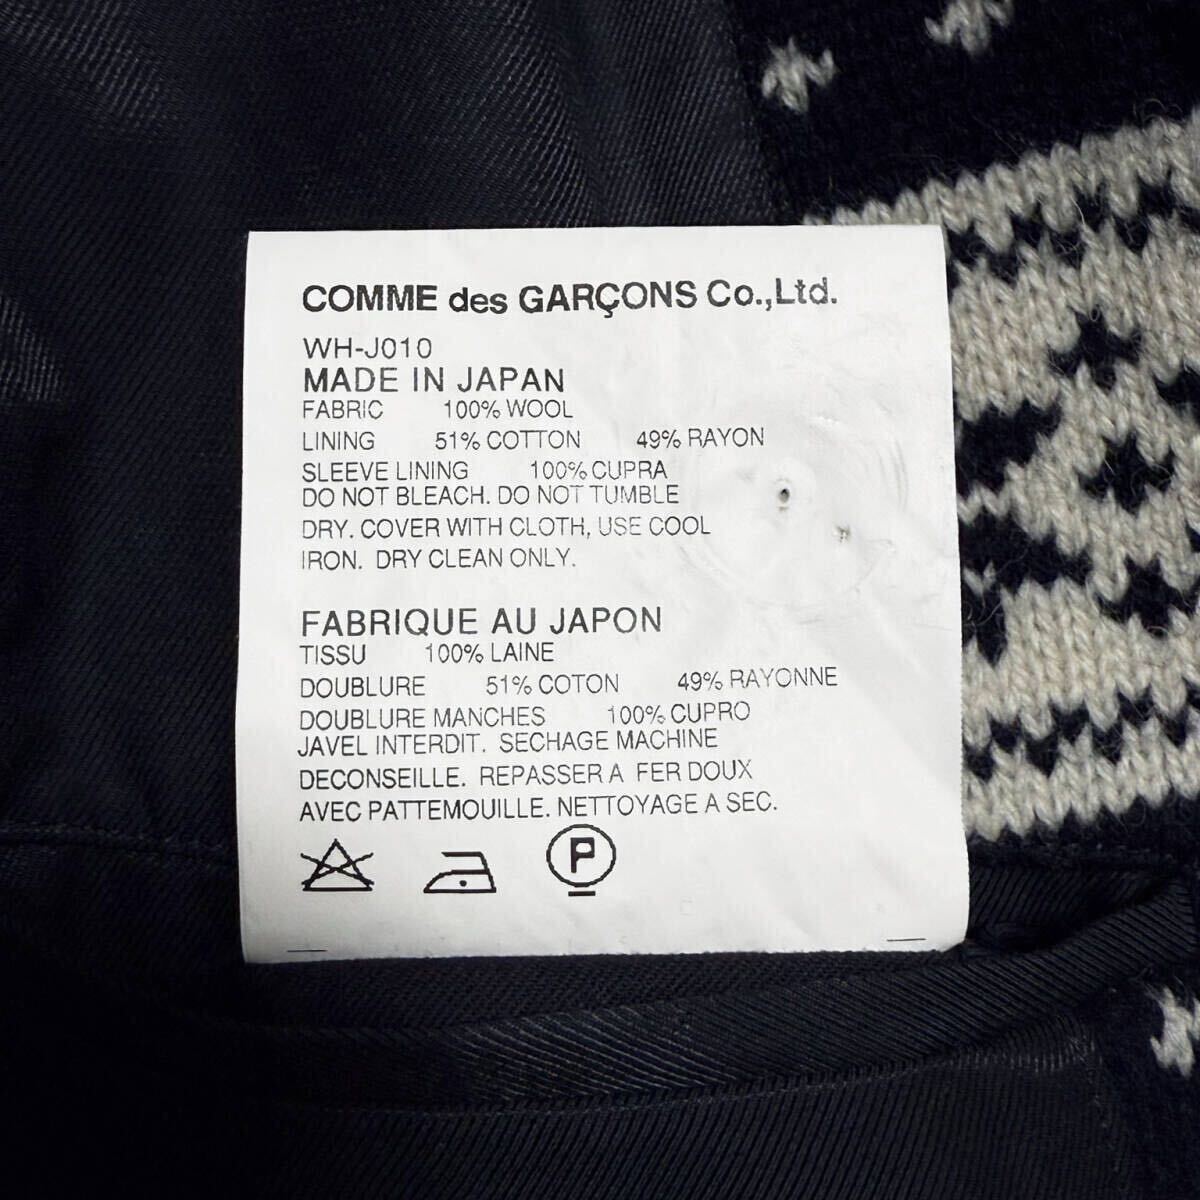 COMME des GARÇONS Co.,Ltd.
WH-J010
MADE IN JAPAN
FABRIC 100% WOOL
LINING 51% COTTON 49% RAYON
SLEEVE LINING 100% CUPRA
DO NOT BLEACH. DO NOT TUMBLE
DRY. COVER WITH CLOTH, USE COOL
IRON. DRY CLEAN ONLY.
FABRIQUE AU JAPON
TISSU 100% LAINE
DOUBLURE 51% COTON 49% RAYONNE
DOUBLURE MANCHES 100% CUPRO
JAVEL INTERDIT. SECHAGE MACHINE
DECONSEILLE. REPASSER A FER DOUX
AVEC PATTEMOUILLE. NETTOYAGE A SEC.
P